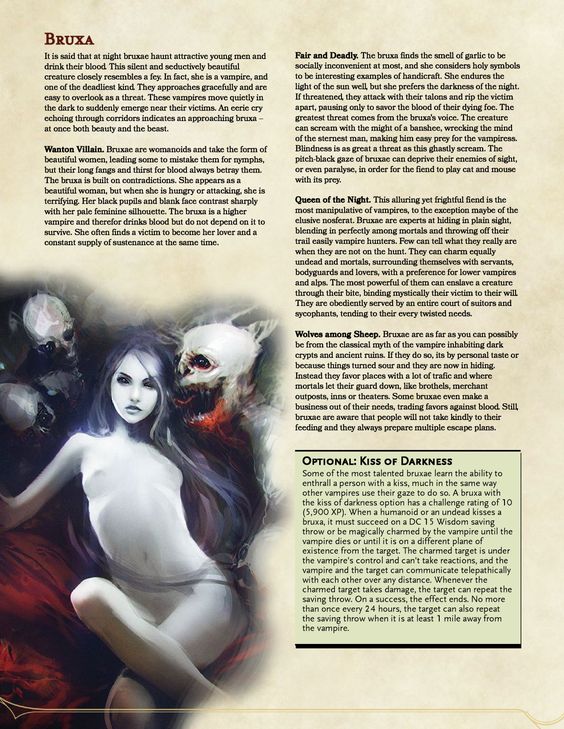 Bruxa
It is said that at night bruxae haunt attractive young men and
drink their blood. This silent and seductively beautiful
creature closely resembles a fey. In fact, she is a vampire, and
one of the deadliest kind. They approaches gracefully and are
easy to overlook as a threat. These vampires move quietly in
the dark to suddenly emerge near their victims. An eerie cry
echoing through corridors indicates an approaching bruxa –
at once both beauty and the beast.
Wanton Villain. Bruxae are womanoids and take the form of
beautiful women, leading some to mistake them for nymphs,
but their long fangs and thirst for blood always betray them.
The bruxa is built on contradictions. She appears as a
beautiful woman, but when she is hungry or attacking, she is
terrifying. Her black pupils and blank face contrast sharply
with her pale feminine silhouette. The bruxa is a higher
vampire and therefor drinks blood but do not depend on it to
survive. She often finds a victim to become her lover and a
constant supply of sustenance at the same time.
Fair and Deadly. The bruxa finds the smell of garlic to be
socially inconvenient at most, and she considers holy symbols
to be interesting examples of handicraft. She endures the
light of the sun well, but she prefers the darkness of the night.
If threatened, they attack with their talons and rip the victim
apart, pausing only to savor the blood of their dying foe. The
greatest threat comes from the bruxa's voice. The creature
can scream with the might of a banshee, wrecking the mind
of the sternest man, making him easy prey for the vampiress.
Blindness is as great a threat as this ghastly scream. The
pitch-black gaze of bruxae can deprive their enemies of sight,
or even paralyse, in order for the fiend to play cat and mouse
with its prey.
Queen of the Night. This alluring yet frightful fiend is the
most manipulative of vampires, to the exception maybe of the
elusive nosferat. Bruxae are experts at hiding in plain sight,
blending in perfectly among mortals and throwing off their
trail easily vampire hunters. Few can tell what they really are
when they are not on the hunt. They can charm equally
undead and mortals, surrounding themselves with servants,
bodyguards and lovers, with a preference for lower vampires
and alps. The most powerful of them can enslave a creature
through their bite, binding mystically their victim to their will.
They are obediently served by an entire court of suitors and
sycophants, tending to their every twisted needs.
Wolves among Sheep. Bruxae are as far as you can possibly
be from the classical myth of the vampire inhabiting dark
crypts and ancient ruins. If they do so, its by personal taste or
because things turned sour and they are now in hiding.
Instead they favor places with a lot of trafic and where
mortals let their guard down, like brothels, merchant
outposts, inns or theaters. Some bruxae even make a
business out of their needs, trading favors against blood. Still,
bruxae are aware that people will not take kindly to their
feeding and they always prepare multiple escape plans.
Optional: Kiss of Darkness
Some of the most talented bruxae learn the ability to
enthrall a person with a kiss, much in the same way
other vampires use their gaze to do so. A bruxa with
the kiss of darkness option has a challenge rating of 10
(5,900 XP). When a humanoid or an undead kisses a
bruxa, it must succeed on a DC 15 Wisdom saving
throw or be magically charmed by the vampire until the
vampire dies or until it is on a different plane of
existence from the target. The charmed target is under
the vampire's control and can't take reactions, and the
vampire and the target can communicate telepathically
with each other over any distance. Whenever the
charmed target takes damage, the target can repeat the
saving throw. On a success, the effect ends. No more
than once every 24 hours, the target can also repeat
the saving throw when it is at least 1 mile away from
the vampire.